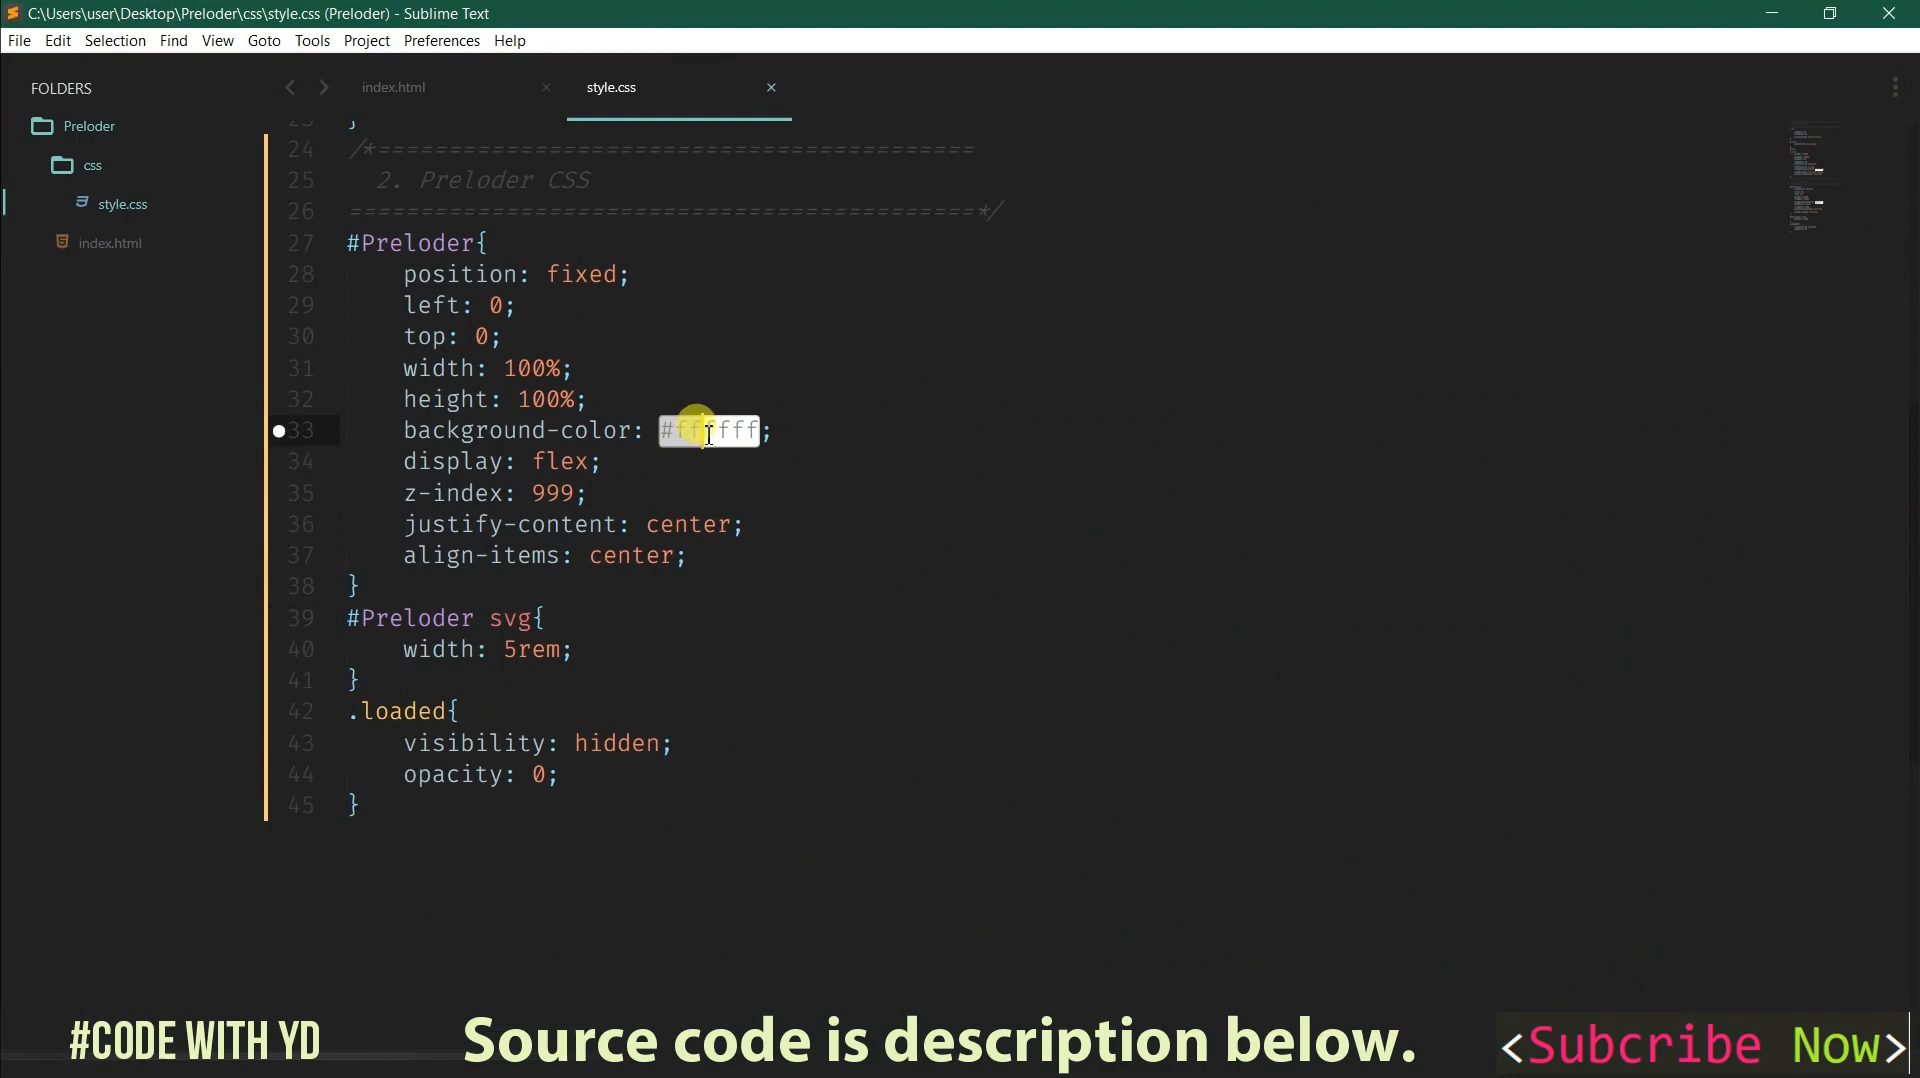 C:\Users\user\Desktop\Preloder\css\style.css (Preloder) - Sublime Text
File Edit Selection Find View Goto Tools Project Preferences Help
FOLDERS
Preloder
css
style.css
index.html
index.html × style.css ×
23 }
24 /*==========================================
25 2. Preloder CSS
26 ============================================*/
27 #Preloder{
28 position: fixed;
29 left: 0;
30 top: 0;
31 width: 100%;
32 height: 100%;
33 background-color: #ffffff;
34 display: flex;
35 z-index: 999;
36 justify-content: center;
37 align-items: center;
38 }
39 #Preloder svg{
40 width: 5rem;
41 }
42 .loaded{
43 visibility: hidden;
44 opacity: 0;
45 }
#CODE WITH YD
Source code is description below.
<Subcribe Now>